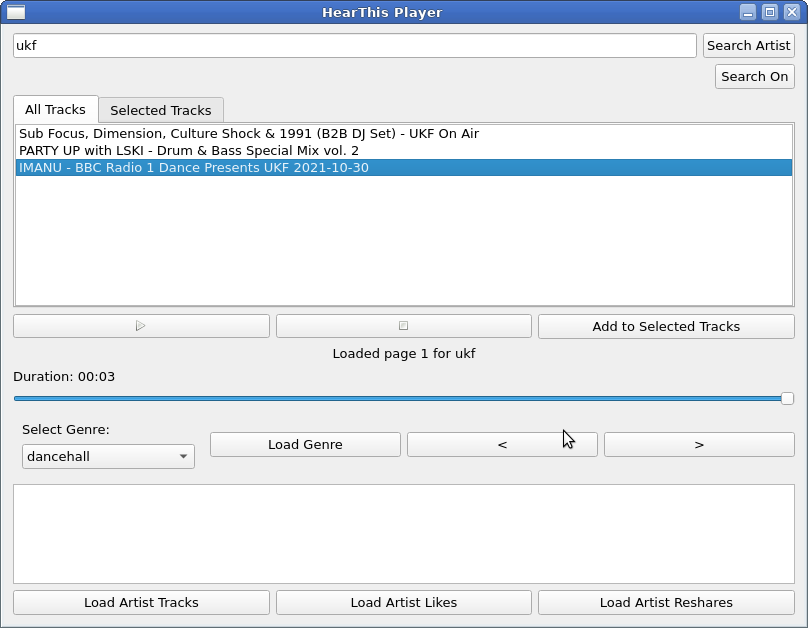 HearThis Player
ukf
Search Artist
Search On
All Tracks
Selected Tracks
Sub Focus, Dimension, Culture Shock & 1991 (B2B DJ Set) - UKF On Air
PARTY UP with LSKI - Drum & Bass Special Mix vol. 2
IMANU - BBC Radio 1 Dance Presents UKF 2021-10-30
Add to Selected Tracks
Loaded page 1 for ukf
Duration: 00:03
Select Genre:
dancehall
Load Genre
<
>
Load Artist Tracks
Load Artist Likes
Load Artist Reshares